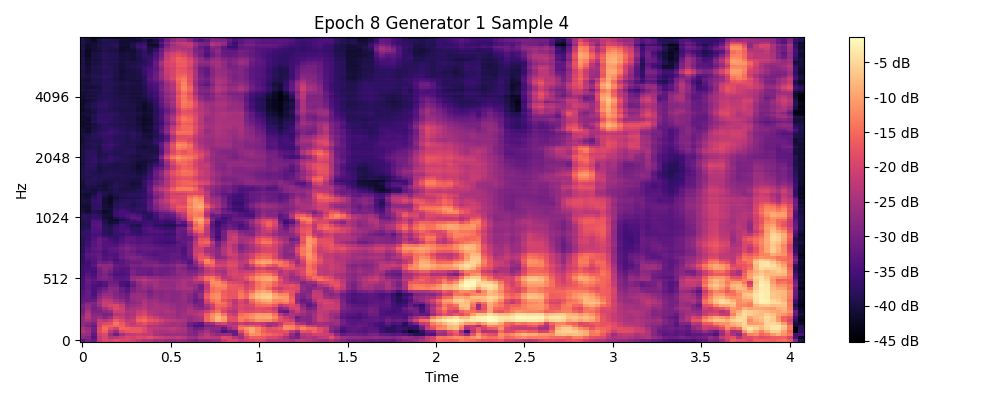 Epoch 8 Generator 1 Sample 4
Hz
4096
2048
1024
512
0
0 0.5 1 1.5 2 2.5 3 3.5 4
Time
-5 dB
-10 dB
-15 dB
-20 dB
-25 dB
-30 dB
-35 dB
-40 dB
-45 dB